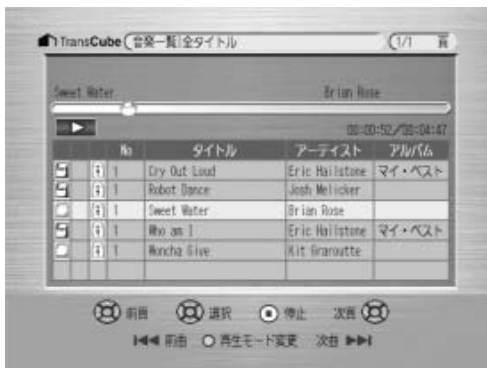 TransCube 音楽一覧|全タイトル 1/1 頁
Sweet Water Brian Rose
00:00:52/00:04:47
No タイトル アーティスト アルバム
1 Cry Out Loud Eric Hailstone マイ・ベスト
1 Robot Dance Josh Melicker
1 Sweet Water Brian Rose
1 Who am I Eric Hailstone マイ・ベスト
1 Moncha Give Kit Graroutte
前頁 選択 停止 次頁
前曲 再生モード変更 次曲